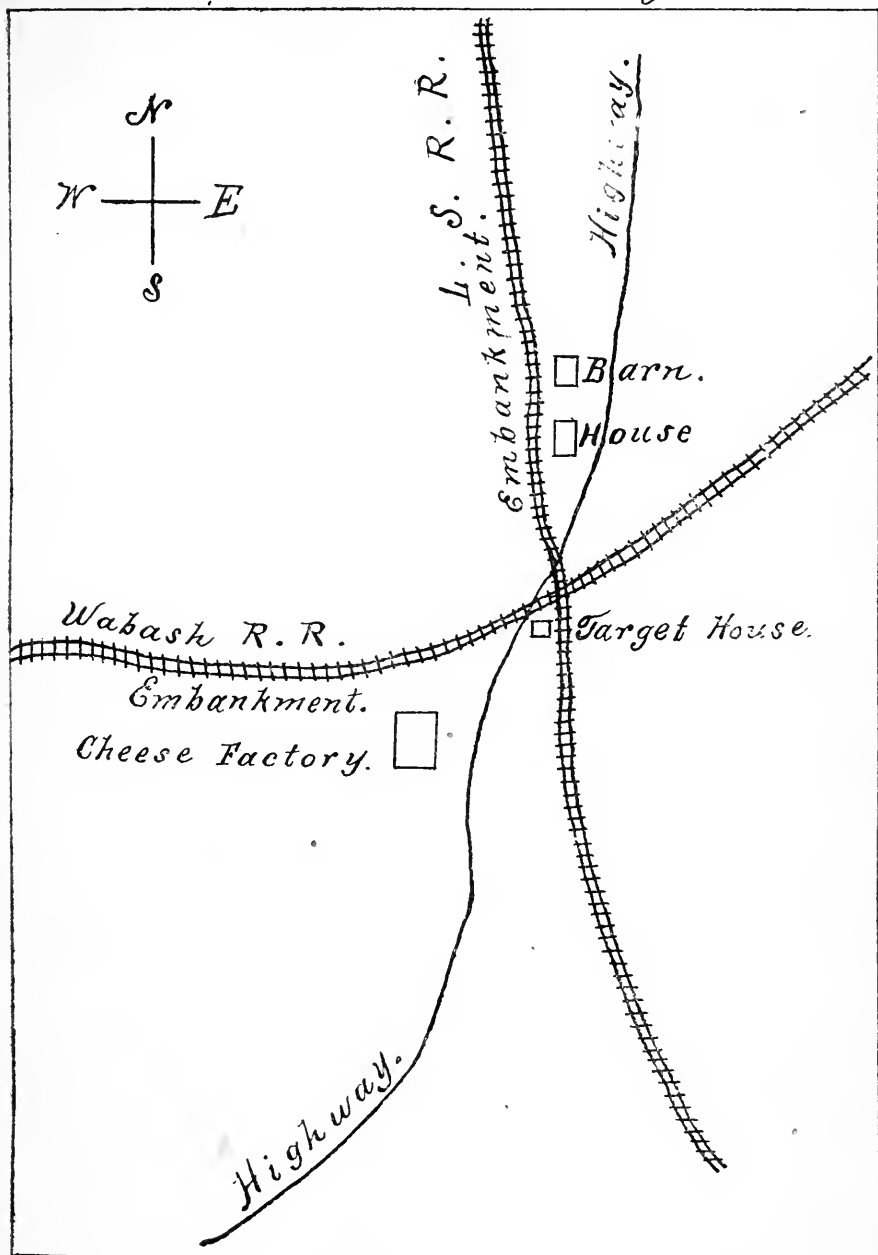 N
W E
S
L. S. R. R.
Embankment.
Highway.
Barn.
House
Wabash R. R.
Embankment.
Target House.
Cheese Factory.
Highway.